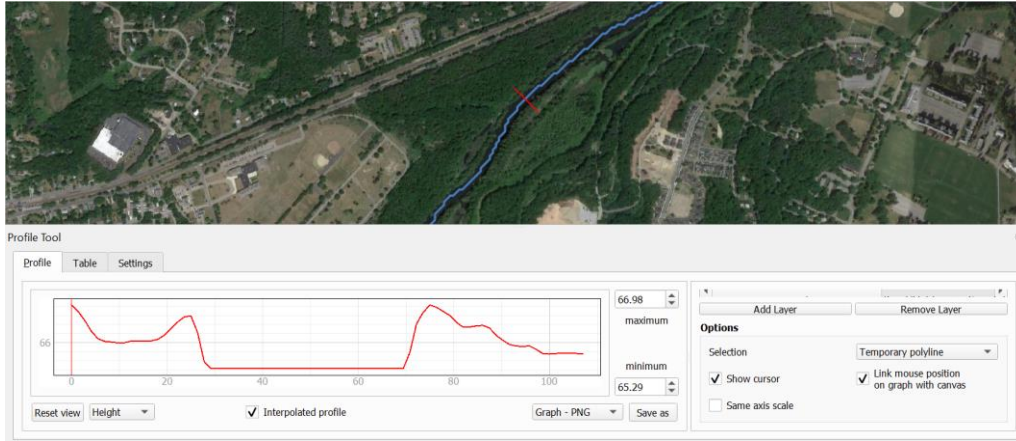 Profile Tool
Profile Table Settings
66.98
maximum
66
minimum
65.29
0 20 40 60 80 100
Reset view Height Interpolated profile Graph - PNG Save as
Add Layer Remove Layer
Options
Selection Temporary polyline
Show cursor Link mouse position
on graph with canvas
Same axis scale